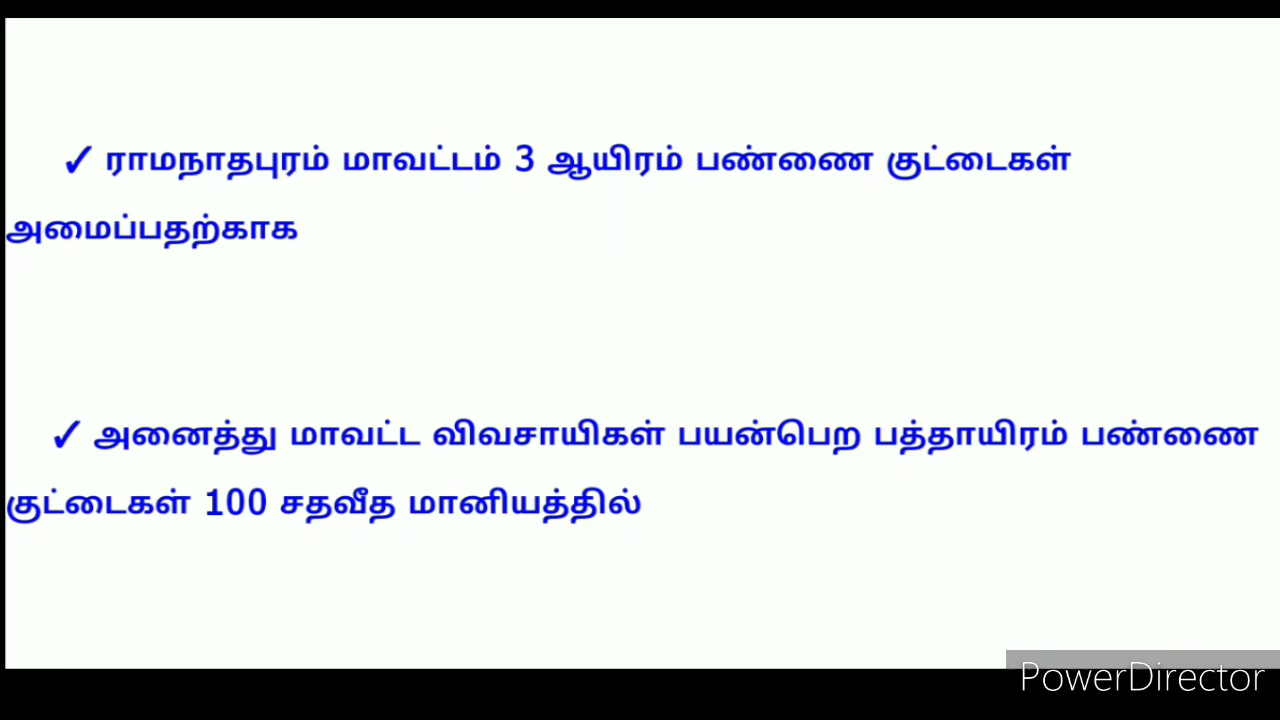 ✓ ராமநாதபுரம் மாவட்டம் 3 ஆயிரம் பண்ணை குட்டைகள்
அமைப்பதற்காக
✓ அனைத்து மாவட்ட விவசாயிகள் பயன்பெற பத்தாயிரம் பண்ணை
குட்டைகள் 100 சதவீத மானியத்தில்
PowerDirector